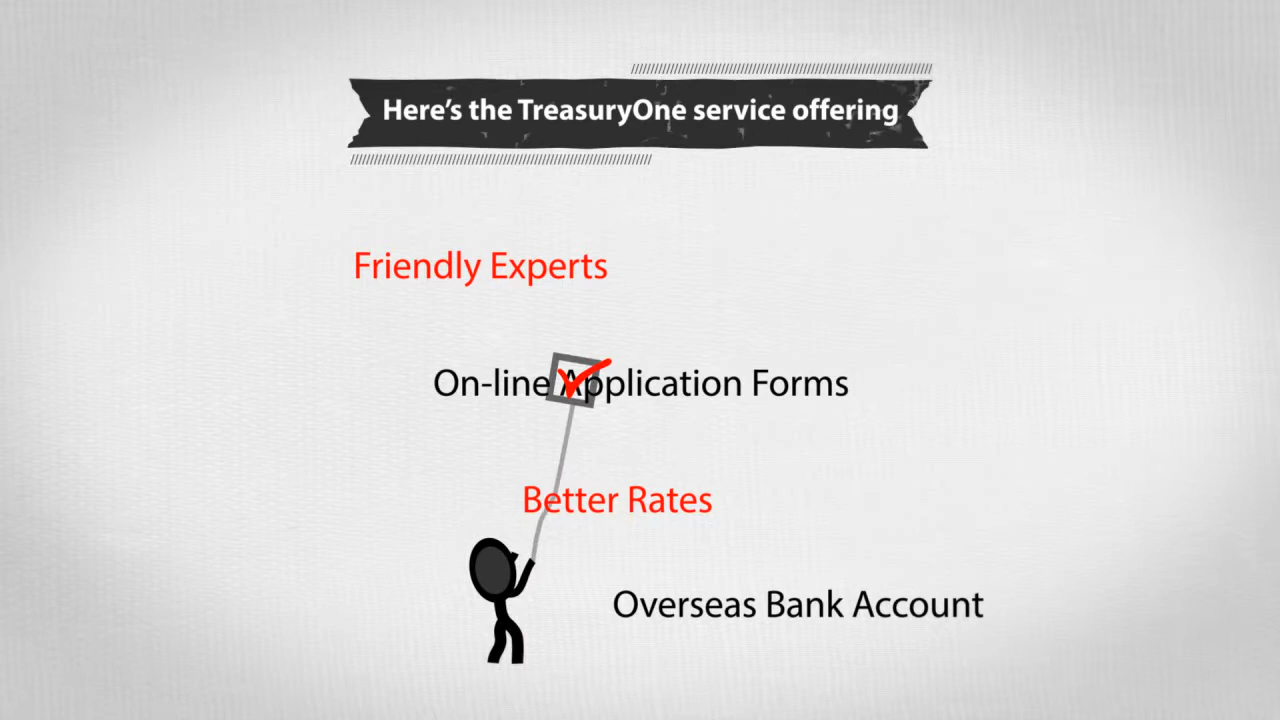 Here’s the TreasuryOne service offering
Friendly Experts
On-line Application Forms
Better Rates
Overseas Bank Account